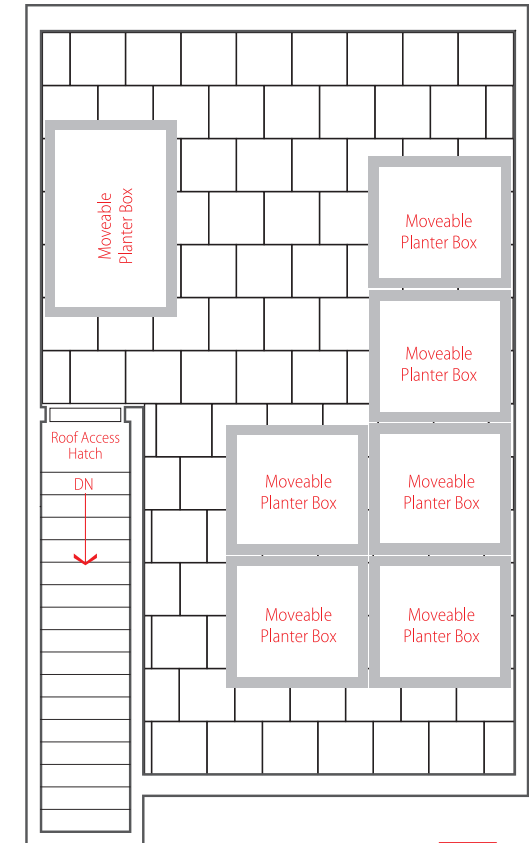 Moveable
Planter Box
Moveable
Planter Box
Moveable
Planter Box
Roof Access
Hatch
DN
Moveable
Planter Box
Moveable
Planter Box
Moveable
Planter Box
Moveable
Planter Box